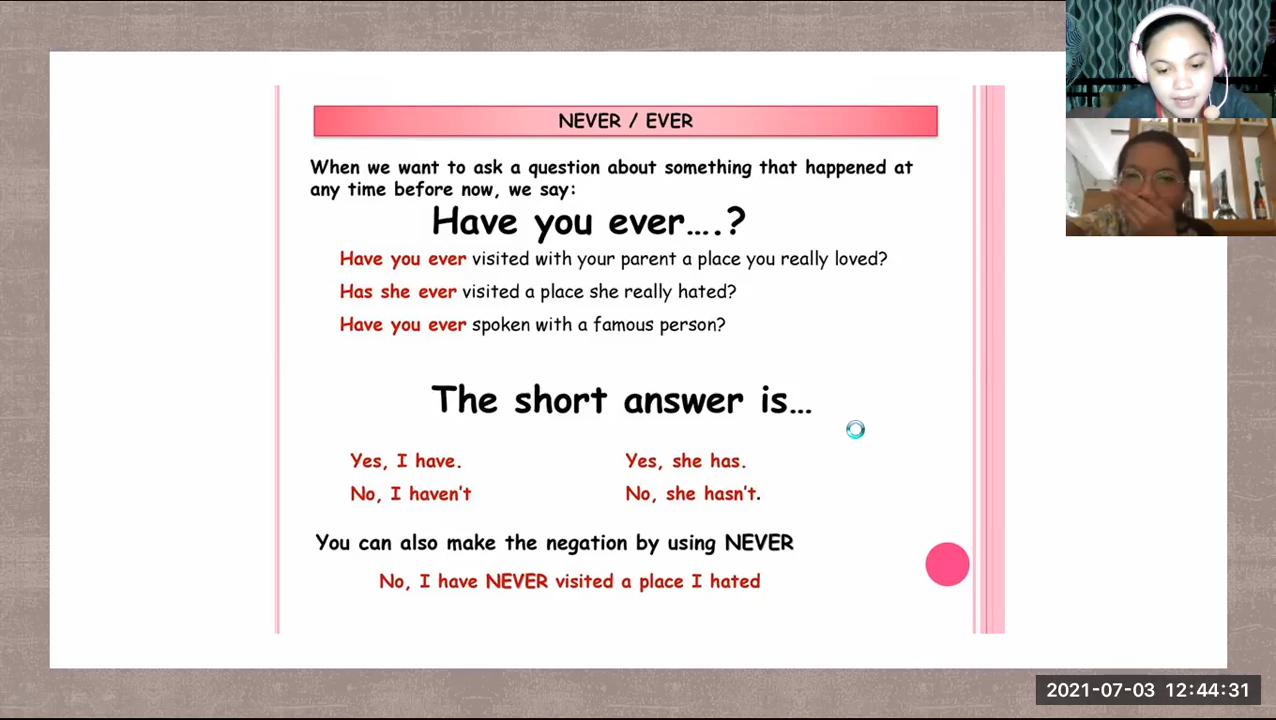 NEVER / EVER
When we want to ask a question about something that happened at
any time before now, we say:
Have you ever....?
Have you ever visited with your parent a place you really loved?
Has she ever visited a place she really hated?
Have you ever spoken with a famous person?
The short answer is...
Yes, I have.
Yes, she has.
No, I haven't
No, she hasn't.
You can also make the negation by using NEVER
No, I have NEVER visited a place I hated
2021-07-03 12:44:31